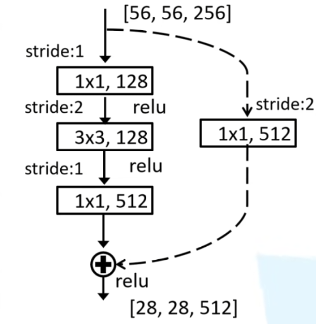 [56, 56, 256]
stride:1
1x1, 128
stride:2 relu
stride:2
3x3, 128
1x1, 512
stride:1 relu
1x1, 512
relu
[28, 28, 512]